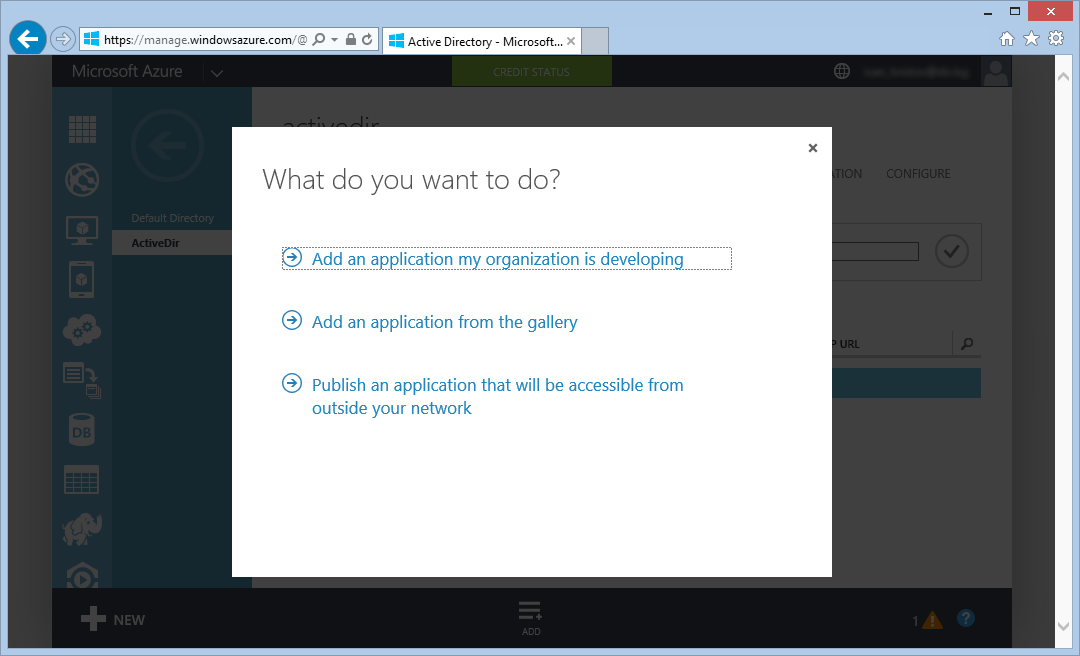 https://manage.windowsazure.com/@
Active Directory - Microsoft...
Microsoft Azure
CREDIT STATUS
activedir
CONFIGURE
Default Directory
ActiveDir
What do you want to do?
Add an application my organization is developing
Add an application from the gallery
Publish an application that will be accessible from
outside your network
URL
DB
NEW
ADD
1
?